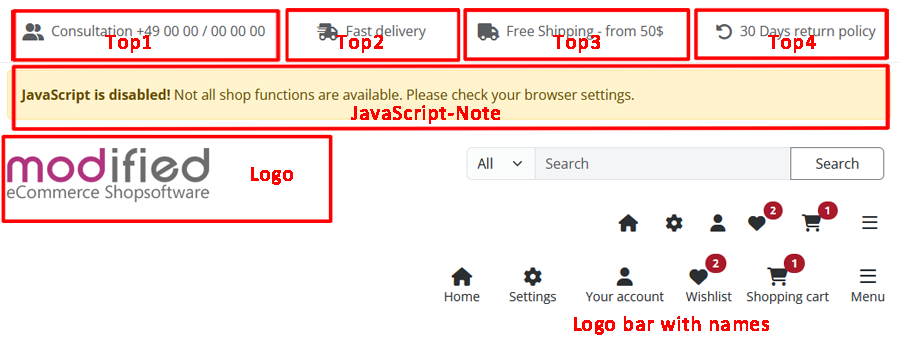 Consultation +49 00 00 / 00 00 00
Top1
Fast delivery
Top2
Free Shipping - from 50$
Top3
30 Days return policy
Top4
JavaScript is disabled! Not all shop functions are available. Please check your browser settings.
JavaScript-Note
modified
eCommerce Shopsoftware
Logo
All
Search
Search
2
1
2
1
Home
Settings
Your account
Wishlist
Shopping cart
Menu
Logo bar with names